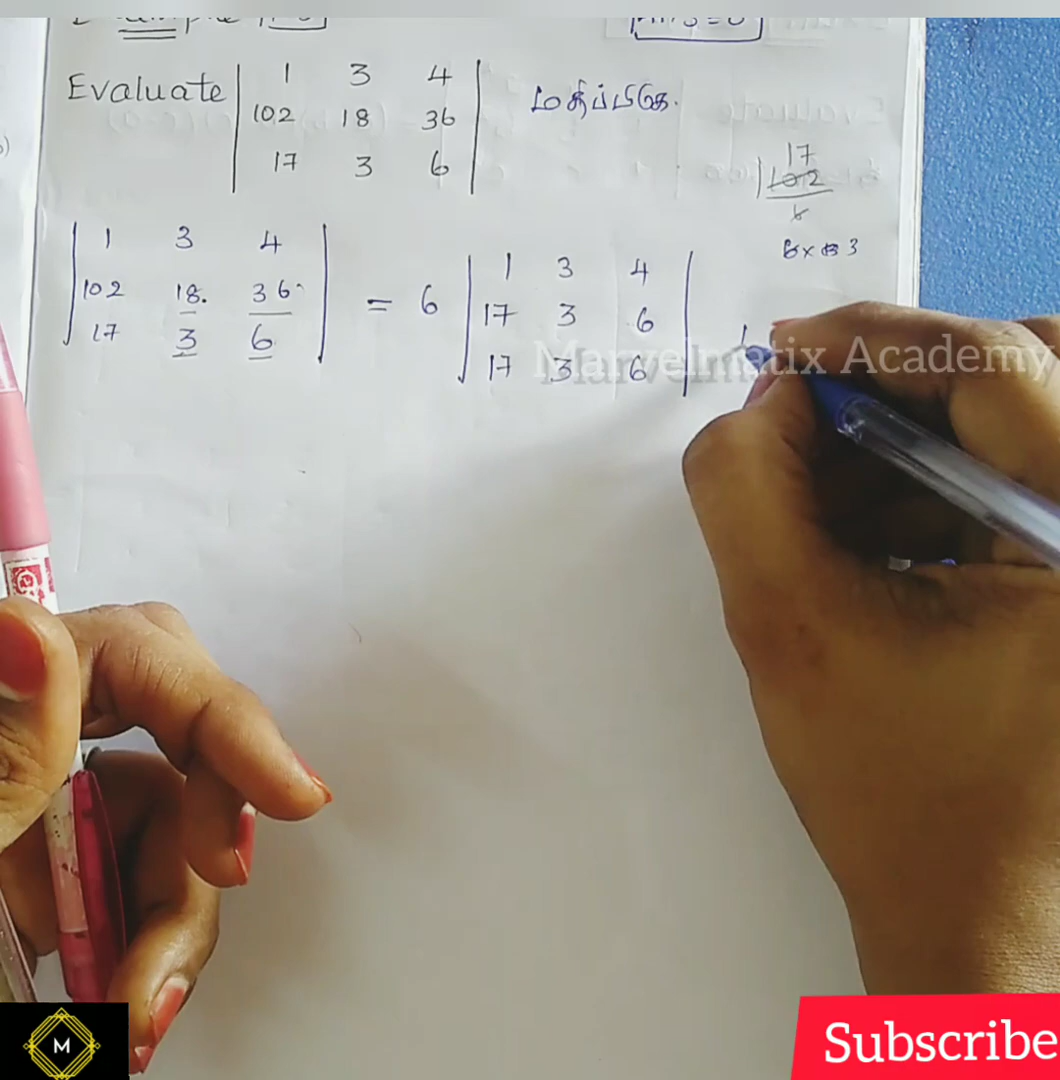 Evaluate | 1 3 4 | மதிப்பிடுக.
| 102 18 36 |
| 17 3 6 |
17
102
6
6 x 3
| 1 3 4 | = 6 | 1 3 4 |
| 102 18. 36. | | 17 3 6 |
| 17 3 6 | | 17 3 6 |
Marvelmatix Academy
M
Subscribe